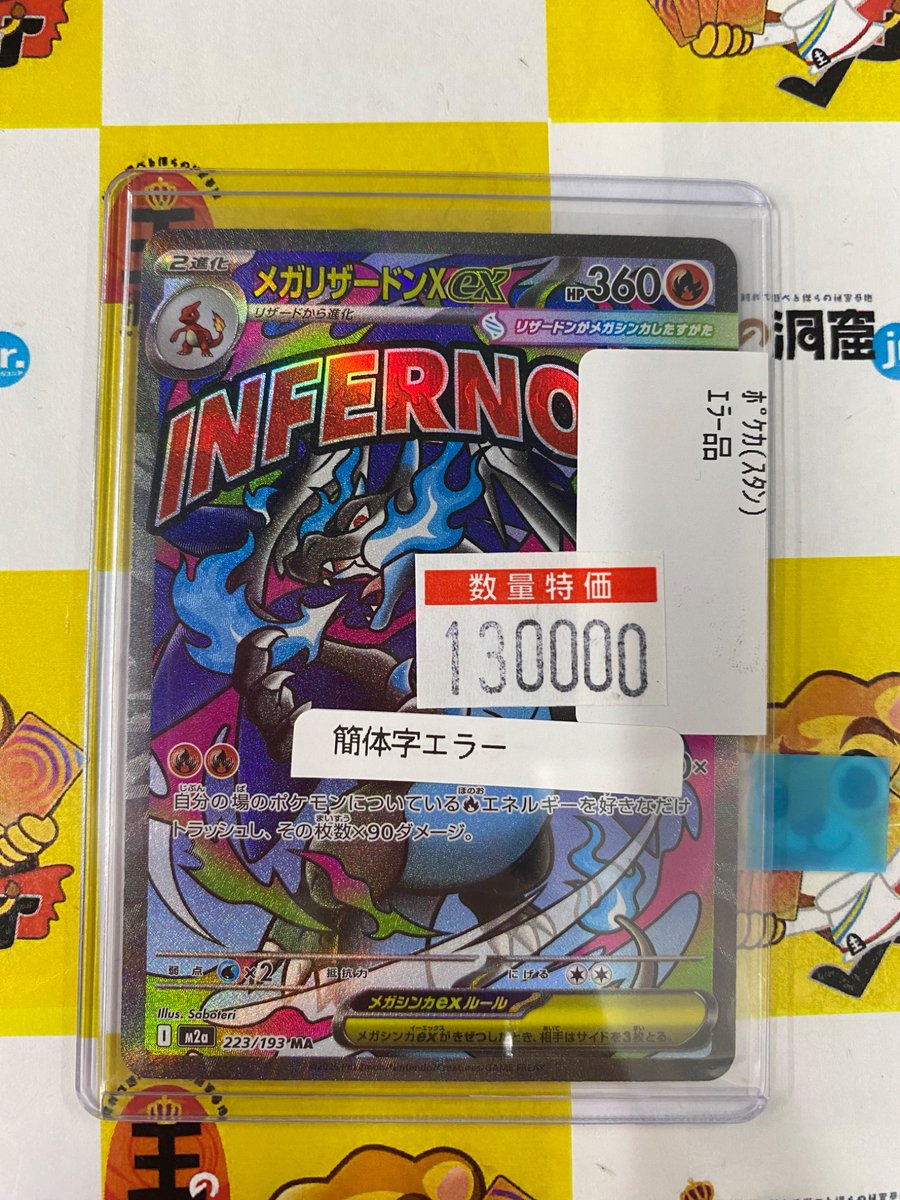 2進化
メガリザードンXex
HP360
リザードから進化
リザードンがメガシンカしたすがた
INFERNO
ポケカ(スタン)
エラー品
数量特価
130000
簡体字エラー
自分の場のポケモンについているエネルギーを好きなだけ
トラッシュし、その枚数×90ダメージ。
弱点 ×2 抵抗力 にげる
メガシンカexルール
メガシンカexがきぜつしたとき、相手はサイドを3枚とる。
Illus. Saboteri
m2a 223/193 MA
の洞窟
jr.